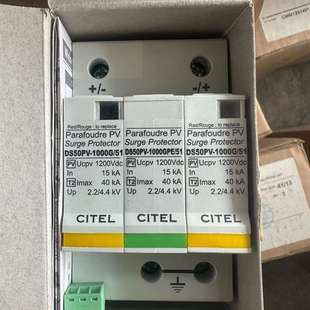 +/-
-/+
Red/Rouge : to replace
Parafoudre PV
Surge Protector
DS50PV-1000G/51
PV Ucpv 1200Vdc
In 15 kA
T2 Imax 40 kA
Up 2.2/4.4 kV
CITEL
Red/Rouge : to replace
Parafoudre PV
Surge Protector
DS50PV-1000GPE/51
PV Ucpv 1200Vdc
In 15 kA
T2 Imax 40 kA
Up 2.2/4.4 kV
CITEL
Red/Rouge : to replace
Parafoudre PV
Surge Protector
DS50PV-1000G/51
PV Ucpv 1200Vdc
In 15 kA
T2 Imax 40 kA
Up 2.2/4.4 kV
CITEL